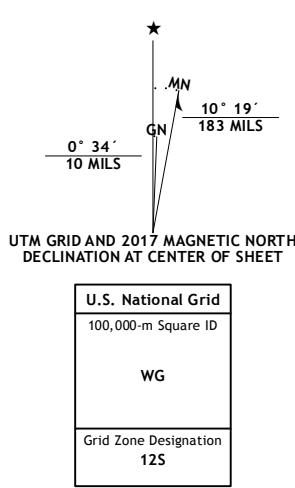 ★
MN
GN
10° 19´
183 MILS
0° 34´
10 MILS
UTM GRID AND 2017 MAGNETIC NORTH
DECLINATION AT CENTER OF SHEET
U.S. National Grid
100,000-m Square ID
WG
Grid Zone Designation
12S